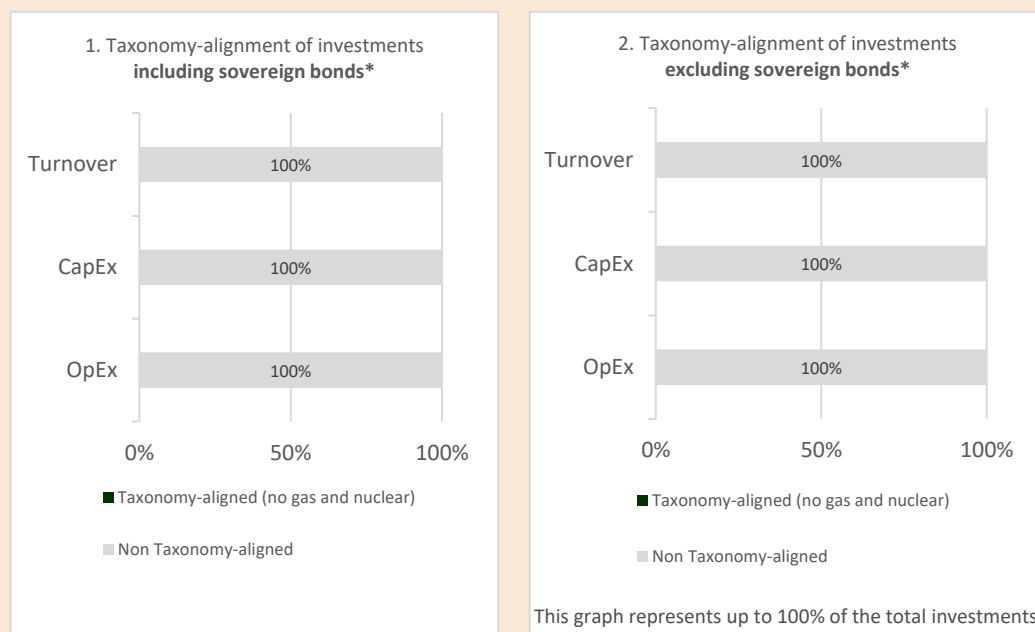 1. Taxonomy-alignment of investments
including sovereign bonds*
Turnover
100%
CapEx
100%
OpEx
100%
0%
50%
100%
Taxonomy-aligned (no gas and nuclear)
Non Taxonomy-aligned
2. Taxonomy-alignment of investments
excluding sovereign bonds*
Turnover
100%
CapEx
100%
OpEx
100%
0%
50%
100%
Taxonomy-aligned (no gas and nuclear)
Non Taxonomy-aligned
This graph represents up to 100% of the total investments